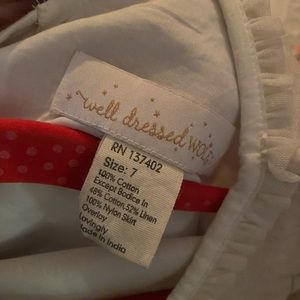 well dressed wolf
RN 137402
Size: 7
100% Cotton
Except Bodice in
48% Cotton 52% Linen
100% Nylon Skirt
Overlay
Lovingly
Made in India